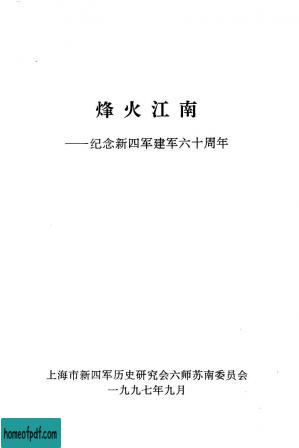 烽火江南
——纪念新四军建军六十周年
上海市新四军历史研究会六师苏南委员会
一九九七年九月
homeofpdf.com